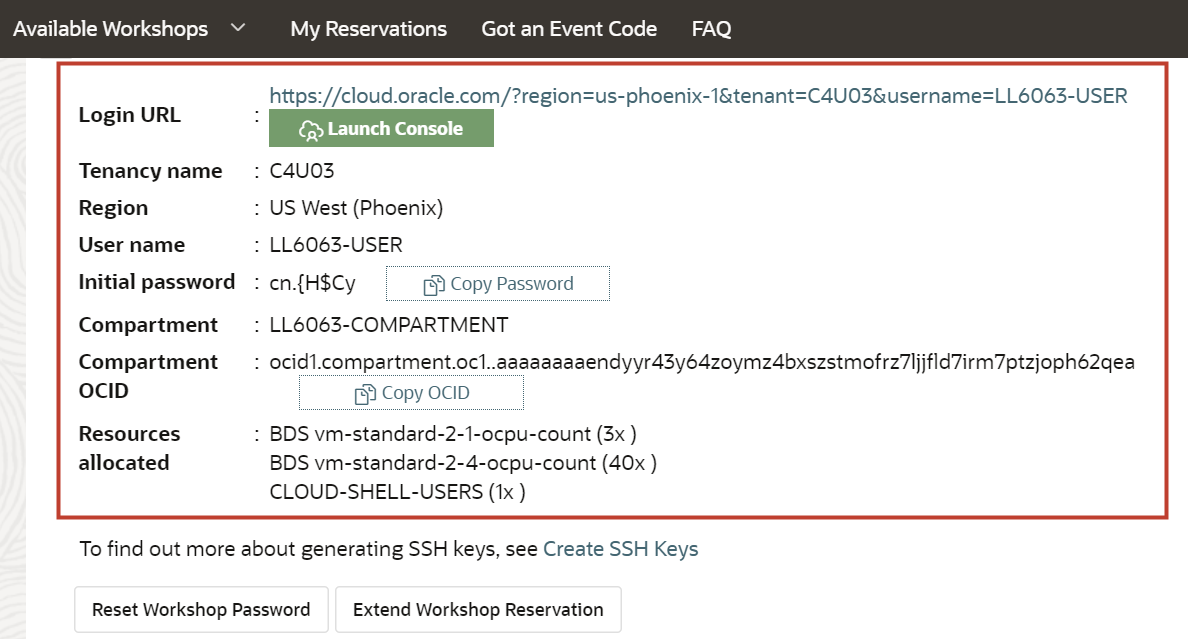 Available Workshops My Reservations Got an Event Code FAQ
Login URL : https://cloud.oracle.com/?region=us-phoenix-1&tenant=C4U03&username=LL6063-USER
Launch Console
Tenancy name : C4U03
Region : US West (Phoenix)
User name : LL6063-USER
Initial password : cn.{H$Cy Copy Password
Compartment : LL6063-COMPARTMENT
Compartment : ocid1.compartment.oc1..aaaaaaaaendyyr43y64zoymz4bxszstmofrz7ljjfld7irm7ptzjoph62qea
OCID Copy OCID
Resources : BDS vm-standard-2-1-ocpu-count (3x )
allocated BDS vm-standard-2-4-ocpu-count (40x )
CLOUD-SHELL-USERS (1x )
To find out more about generating SSH keys, see Create SSH Keys
Reset Workshop Password Extend Workshop Reservation